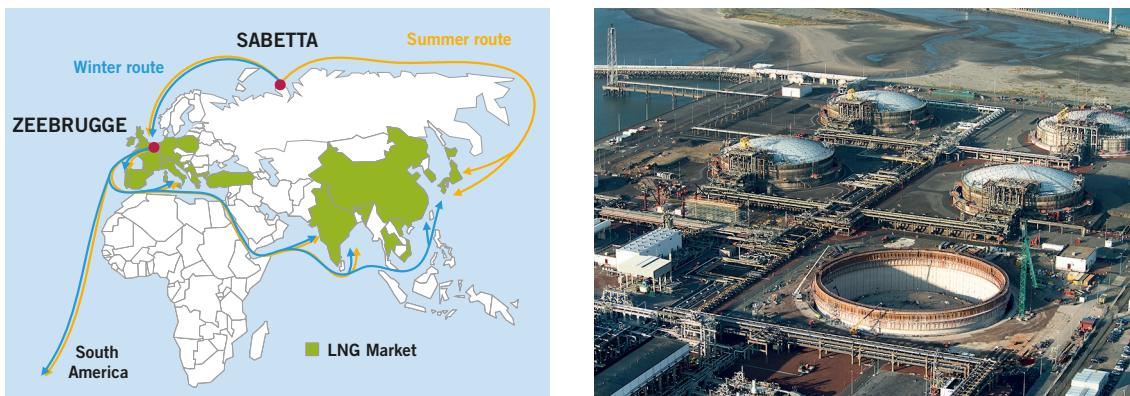 SABETTA
Summer route
Winter route
ZEEBRUGGE
South
America
LNG Market